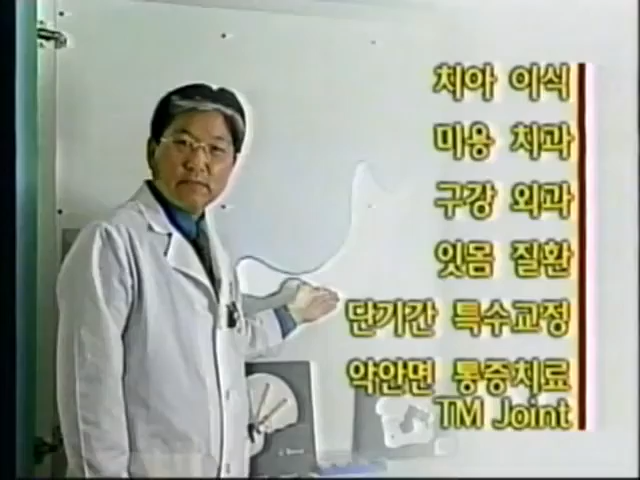 치아 이식
미용 치과
구강 외과
잇몸 질환
단기간 특수교정
악안면 통증치료
TM Joint